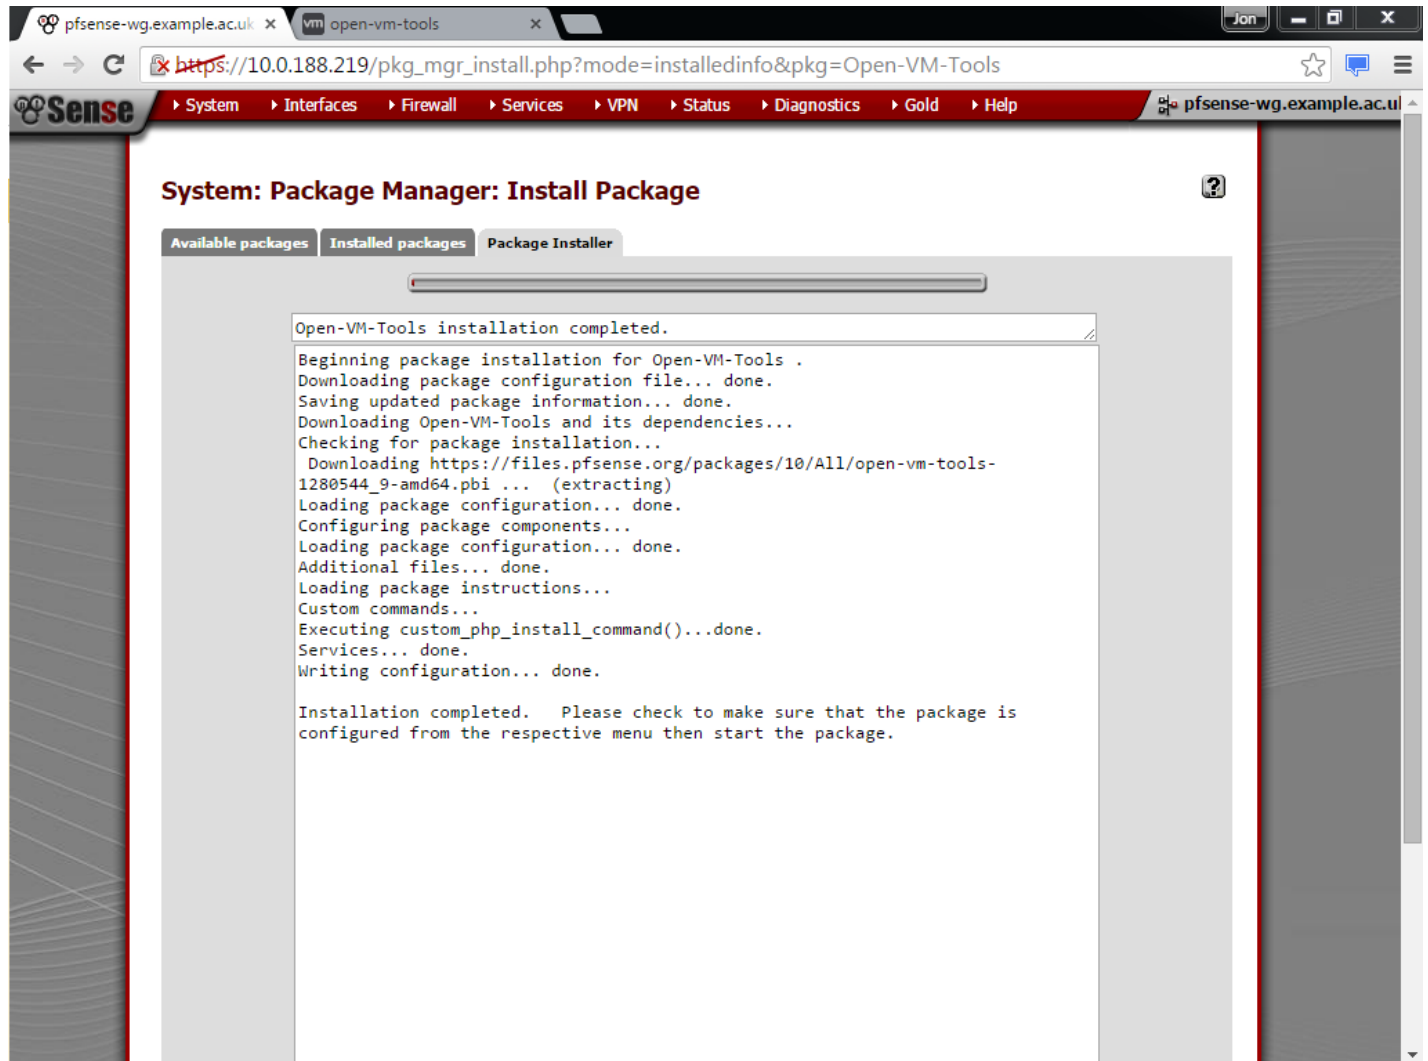 pfsense-wg.example.ac.uk
open-vm-tools
Jon
https://10.0.188.219/pkg_mgr_install.php?mode=installedinfo&pkg=Open-VM-Tools
Sense
System Interfaces Firewall Services VPN Status Diagnostics Gold Help
pfsense-wg.example.ac.ul
System: Package Manager: Install Package
?
Available packages Installed packages Package Installer
Open-VM-Tools installation completed.
Beginning package installation for Open-VM-Tools .
Downloading package configuration file... done.
Saving updated package information... done.
Downloading Open-VM-Tools and its dependencies...
Checking for package installation...
Downloading https://files.pfsense.org/packages/10/All/open-vm-tools-
1280544_9-amd64.pbi ...  (extracting)
Loading package configuration... done.
Configuring package components...
Loading package configuration... done.
Additional files... done.
Loading package instructions...
Custom commands...
Executing custom_php_install_command()...done.
Services... done.
Writing configuration... done.
Installation completed.   Please check to make sure that the package is
configured from the respective menu then start the package.